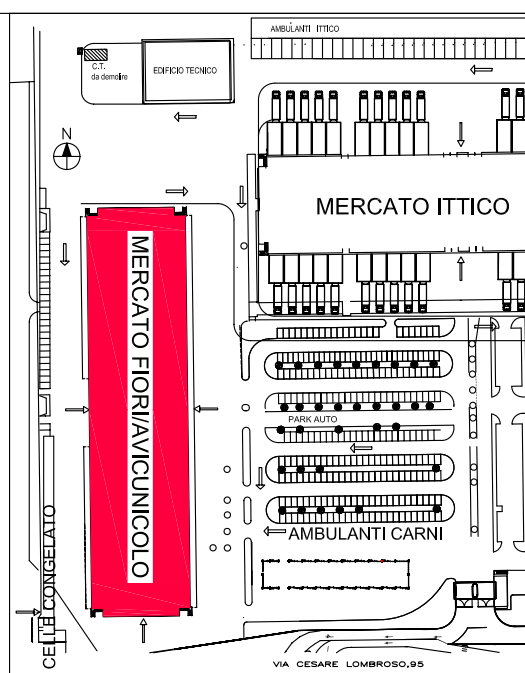 AMBULANTI ITTICO
C.T.
da demolire
EDIFICIO TECNICO
N
MERCATO ITTICO
MERCATO FIORI/AVICUNICOLO
PARK AUTO
AMBULANTI CARNI
CELLE CONGELATO
VIA CESARE LOMBROSO,95